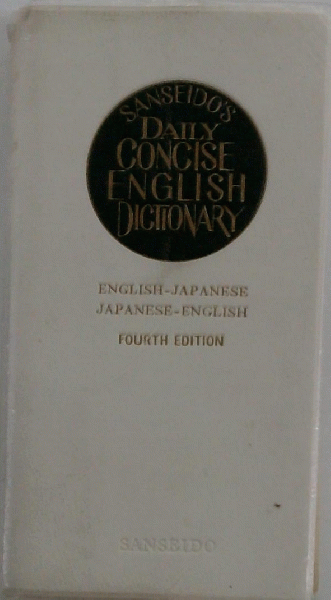 SANSEIDO'S
DAILY
CONCISE
ENGLISH
DICTIONARY
ENGLISH-JAPANESE
JAPANESE-ENGLISH
FOURTH EDITION
SANSEIDO